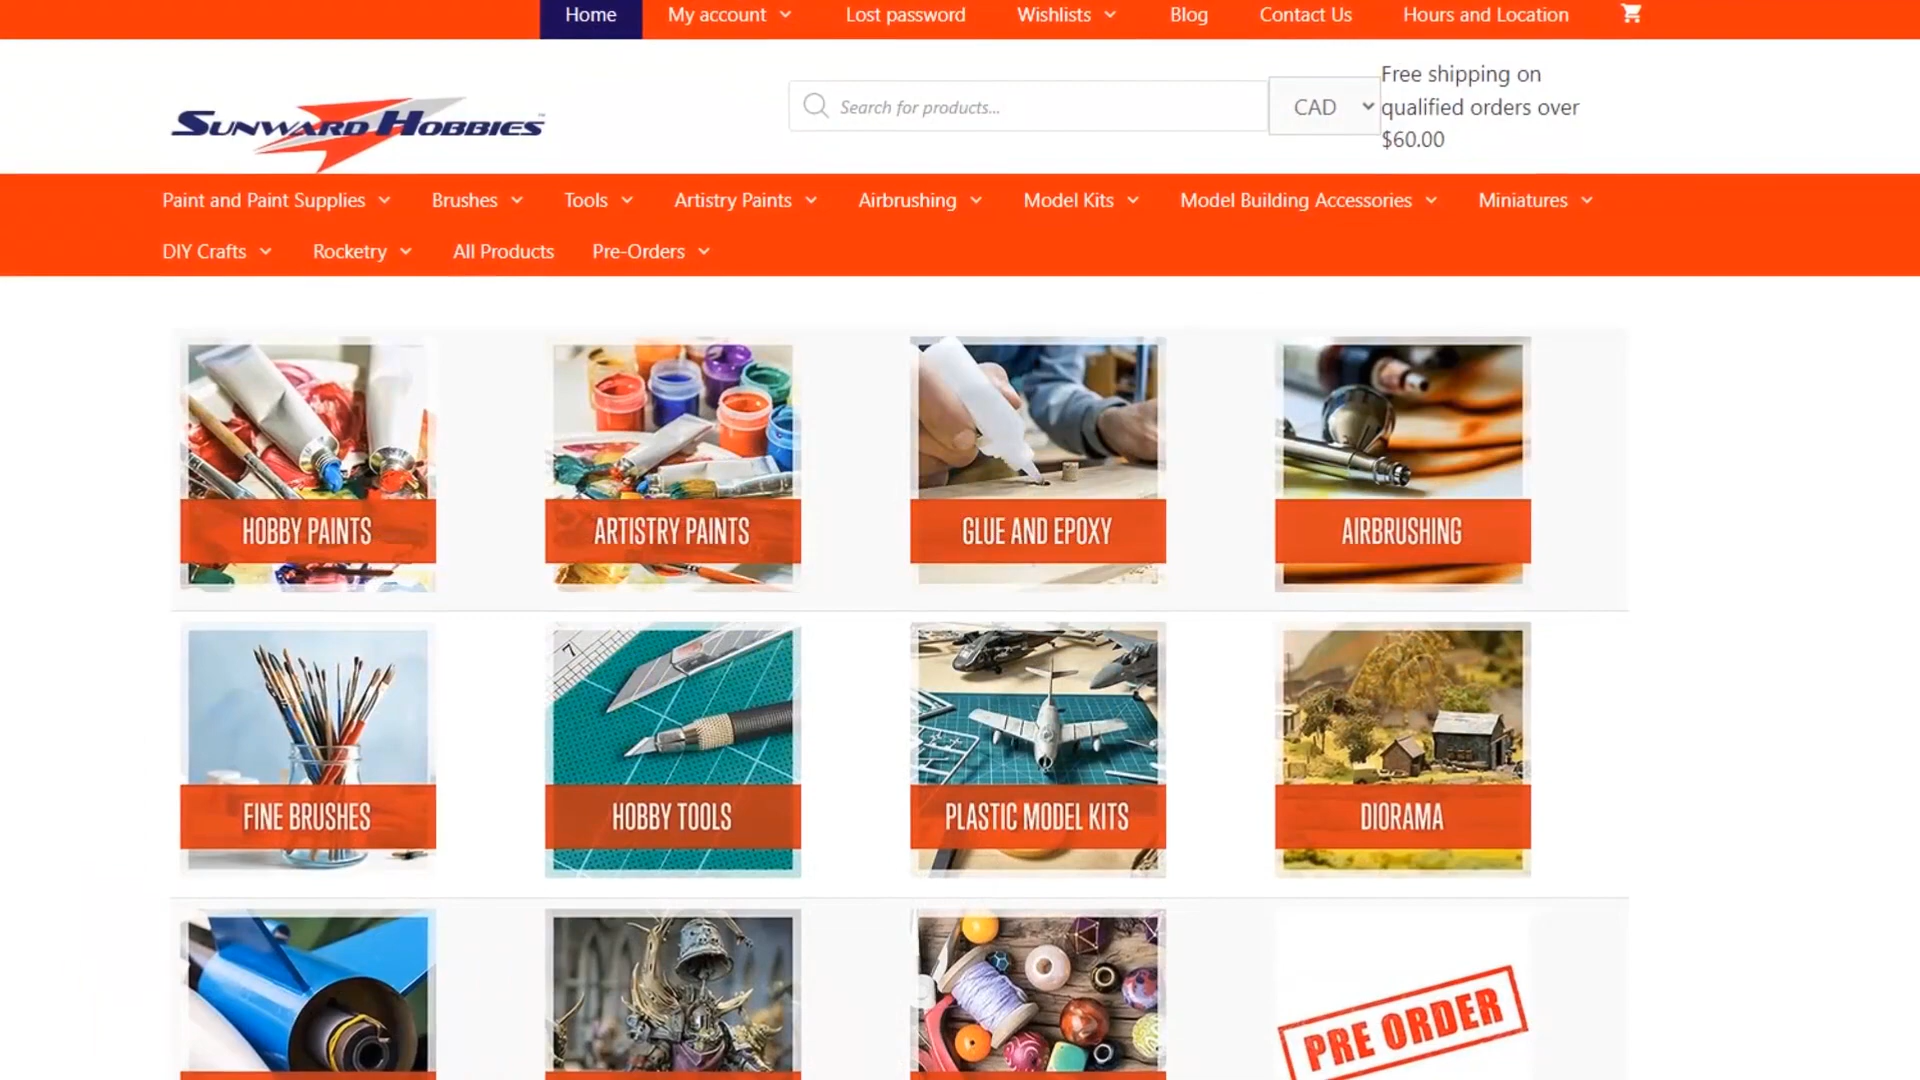 Home My account Lost password Wishlists Blog Contact Us Hours and Location
SUNWARD HOBBIES
Search for products...
CAD
Free shipping on
qualified orders over
$60.00
Paint and Paint Supplies Brushes Tools Artistry Paints Airbrushing Model Kits Model Building Accessories Miniatures
DIY Crafts Rocketry All Products Pre-Orders
HOBBY PAINTS ARTISTRY PAINTS GLUE AND EPOXY AIRBRUSHING
7
FINE BRUSHES HOBBY TOOLS PLASTIC MODEL KITS DIORAMA
PRE ORDER